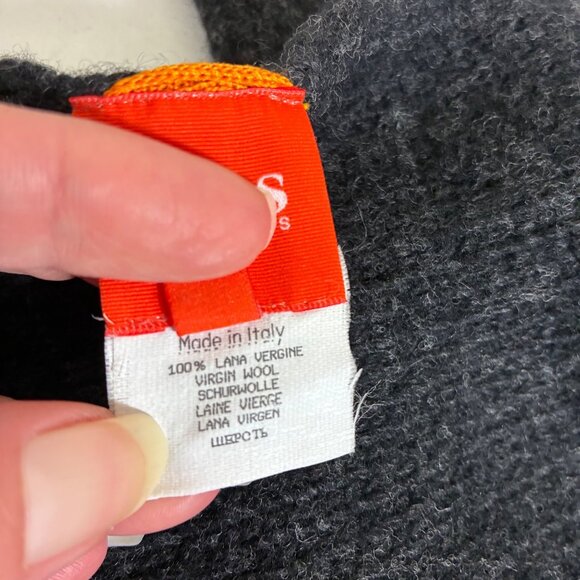 S
s
Made in Italy
100% LANA VERGINE
VIRGIN WOOL
SCHURWOLLE
LAINE VIERGE
LANA VIRGEN
ШЕРСТЬ